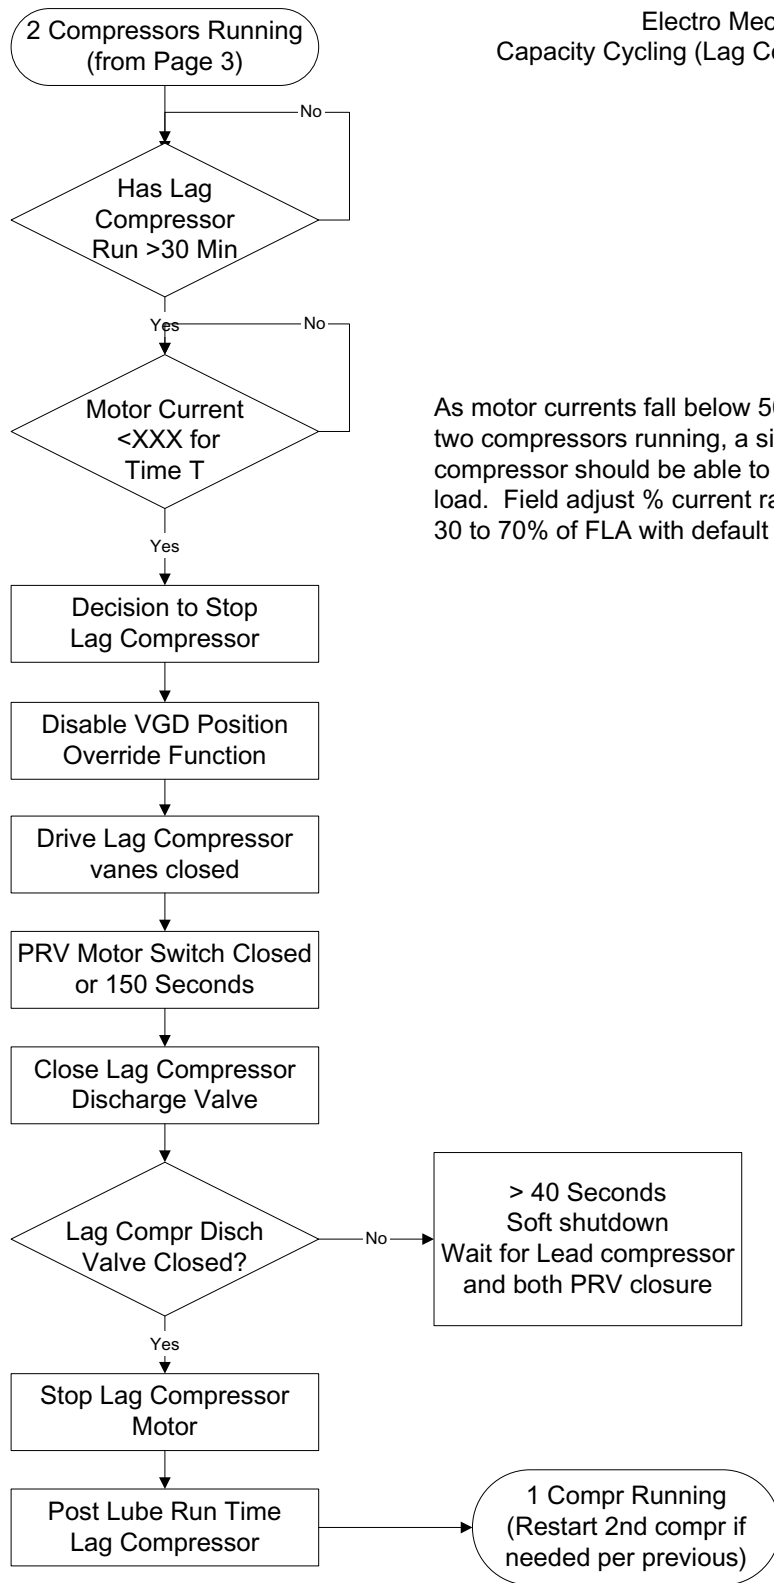 2 Compressors Running
(from Page 3)
Electro Mec
Capacity Cycling (Lag Co
No
Has Lag
Compressor
Run >30 Min
Yes
No
Motor Current
<XXX for
Time T
As motor currents fall below 50
two compressors running, a si
compressor should be able to
load. Field adjust % current ra
30 to 70% of FLA with default
Yes
Decision to Stop
Lag Compressor
Disable VGD Position
Override Function
Drive Lag Compressor
vanes closed
PRV Motor Switch Closed
or 150 Seconds
Close Lag Compressor
Discharge Valve
Lag Compr Disch
Valve Closed?
No
> 40 Seconds
Soft shutdown
Wait for Lead compressor
and both PRV closure
Yes
Stop Lag Compressor
Motor
Post Lube Run Time
Lag Compressor
1 Compr Running
(Restart 2nd compr if
needed per previous)